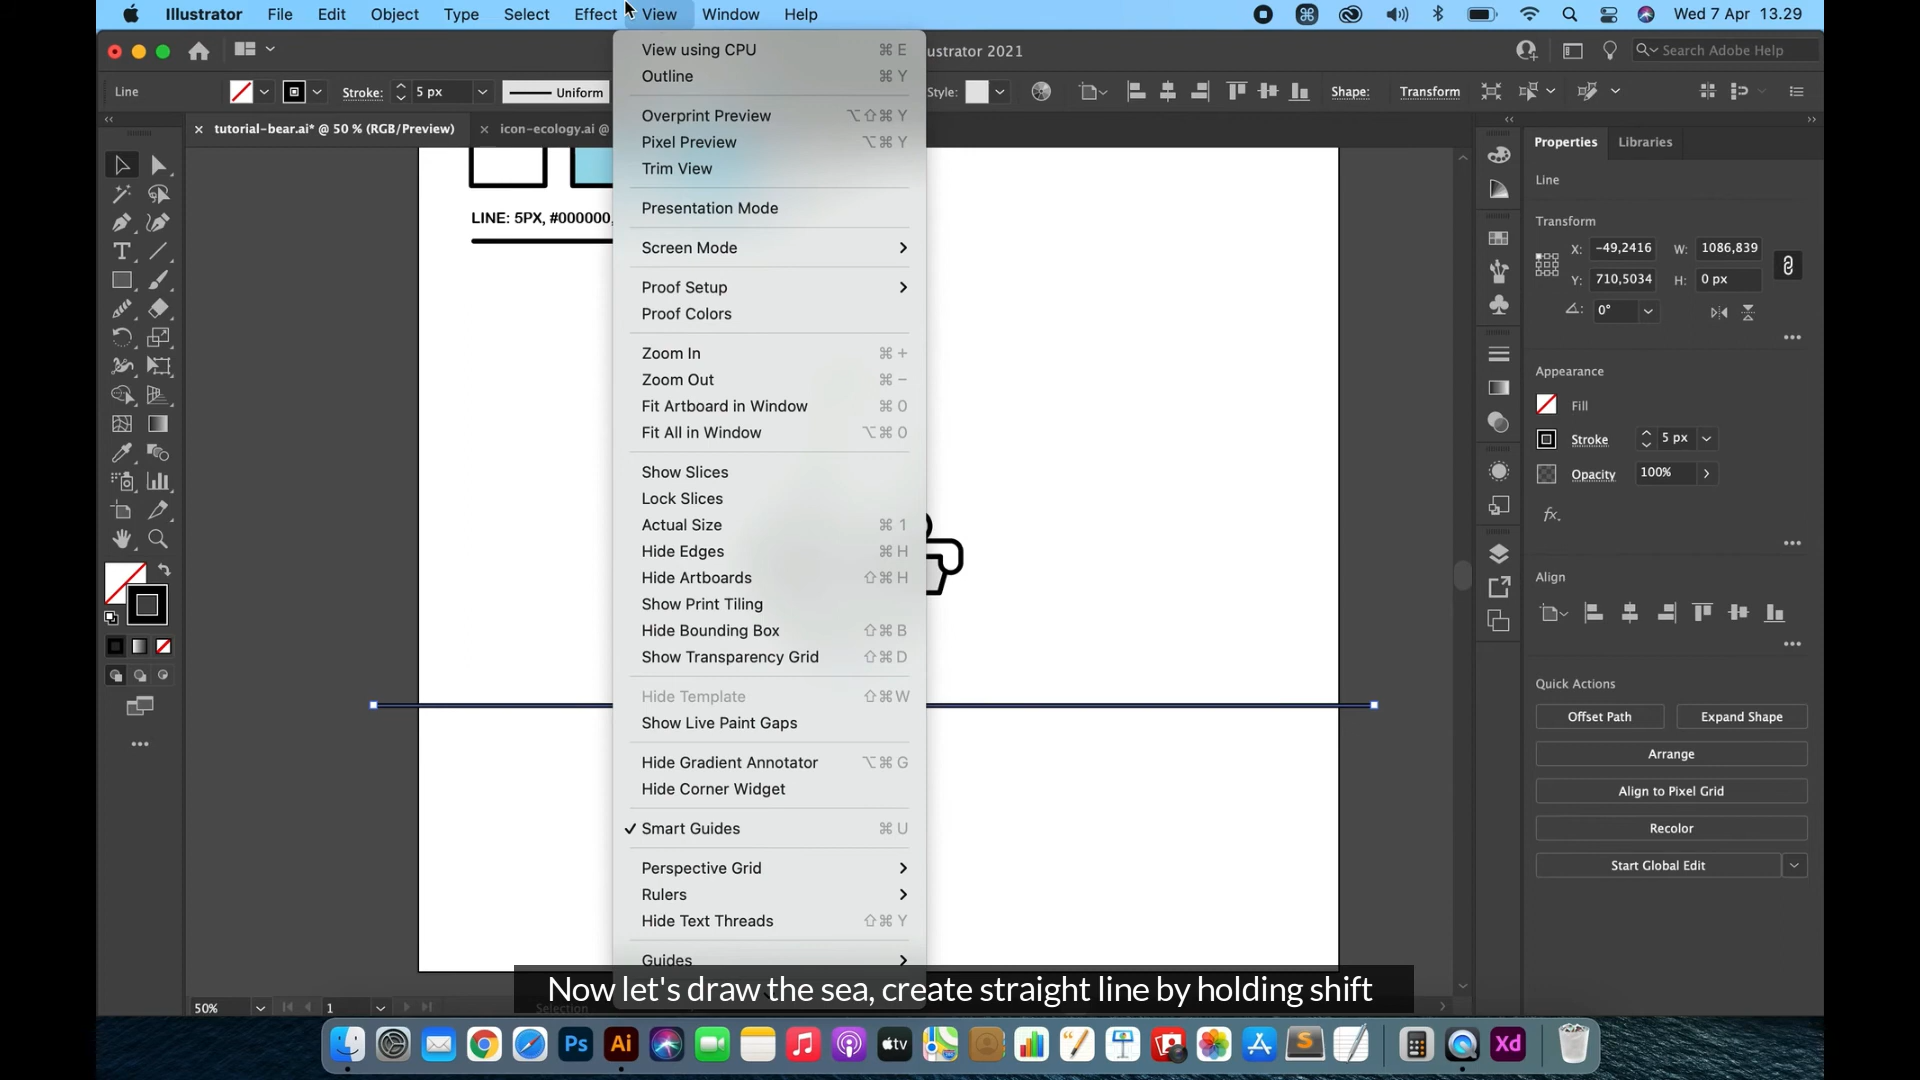 Illustrator File Edit Object Type Select Effect View Window Help Wed 7 Apr 13.29
ustrator 2021 Search Adobe Help
Line Stroke: 5 px Uniform Style: Shape: Transform
tutorial-bear.ai* @ 50 % (RGB/Preview) icon-ecology.ai @
LINE: 5PX, #000000,
View using CPU ⌘ E
Outline ⌘ Y
Overprint Preview ⌥⇧⌘ Y
Pixel Preview ⌥⌘ Y
Trim View
Presentation Mode
Screen Mode
Proof Setup
Proof Colors
Zoom In ⌘ +
Zoom Out ⌘ −
Fit Artboard in Window ⌘ 0
Fit All in Window ⌥⌘ 0
Show Slices
Lock Slices
Actual Size ⌘ 1
Hide Edges ⌘ H
Hide Artboards ⇧⌘ H
Show Print Tiling
Hide Bounding Box ⇧⌘ B
Show Transparency Grid ⇧⌘ D
Hide Template ⇧⌘ W
Show Live Paint Gaps
Hide Gradient Annotator ⌥⌘ G
Hide Corner Widget
Smart Guides ⌘ U
Perspective Grid
Rulers
Hide Text Threads ⇧⌘ Y
Guides
Properties Libraries
Line
Transform
X: -49,2416 W: 1086,839
Y: 710,5034 H: 0 px
0°
Appearance
Fill
Stroke 5 px
Opacity 100%
fx.
Align
Quick Actions
Offset Path Expand Shape
Arrange
Align to Pixel Grid
Recolor
Start Global Edit
50% 1 Selection
Now let's draw the sea, create straight line by holding shift
Ps Ai tv Xd